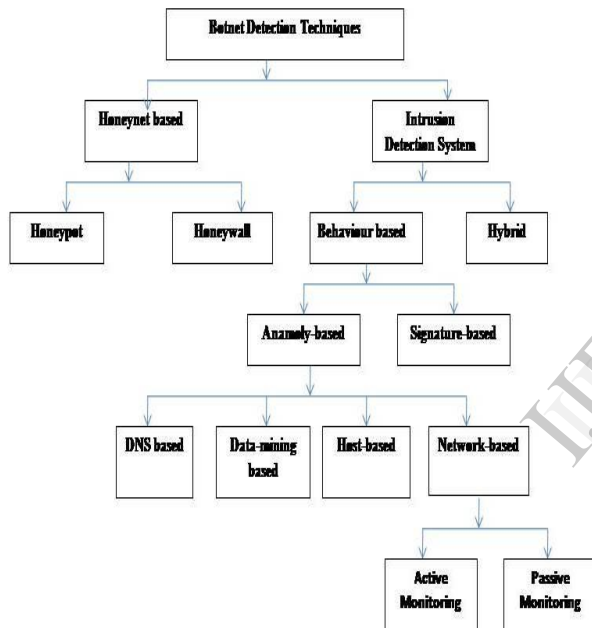 Botnet Detection Techniques
Honeynet based
Intrusion
Detection System
Honeypot
Honeywall
Behaviour based
Hybrid
Anamoly-based
Signature-based
DNS based
Data-mining
based
Host-based
Network-based
Active
Monitoring
Passive
Monitoring